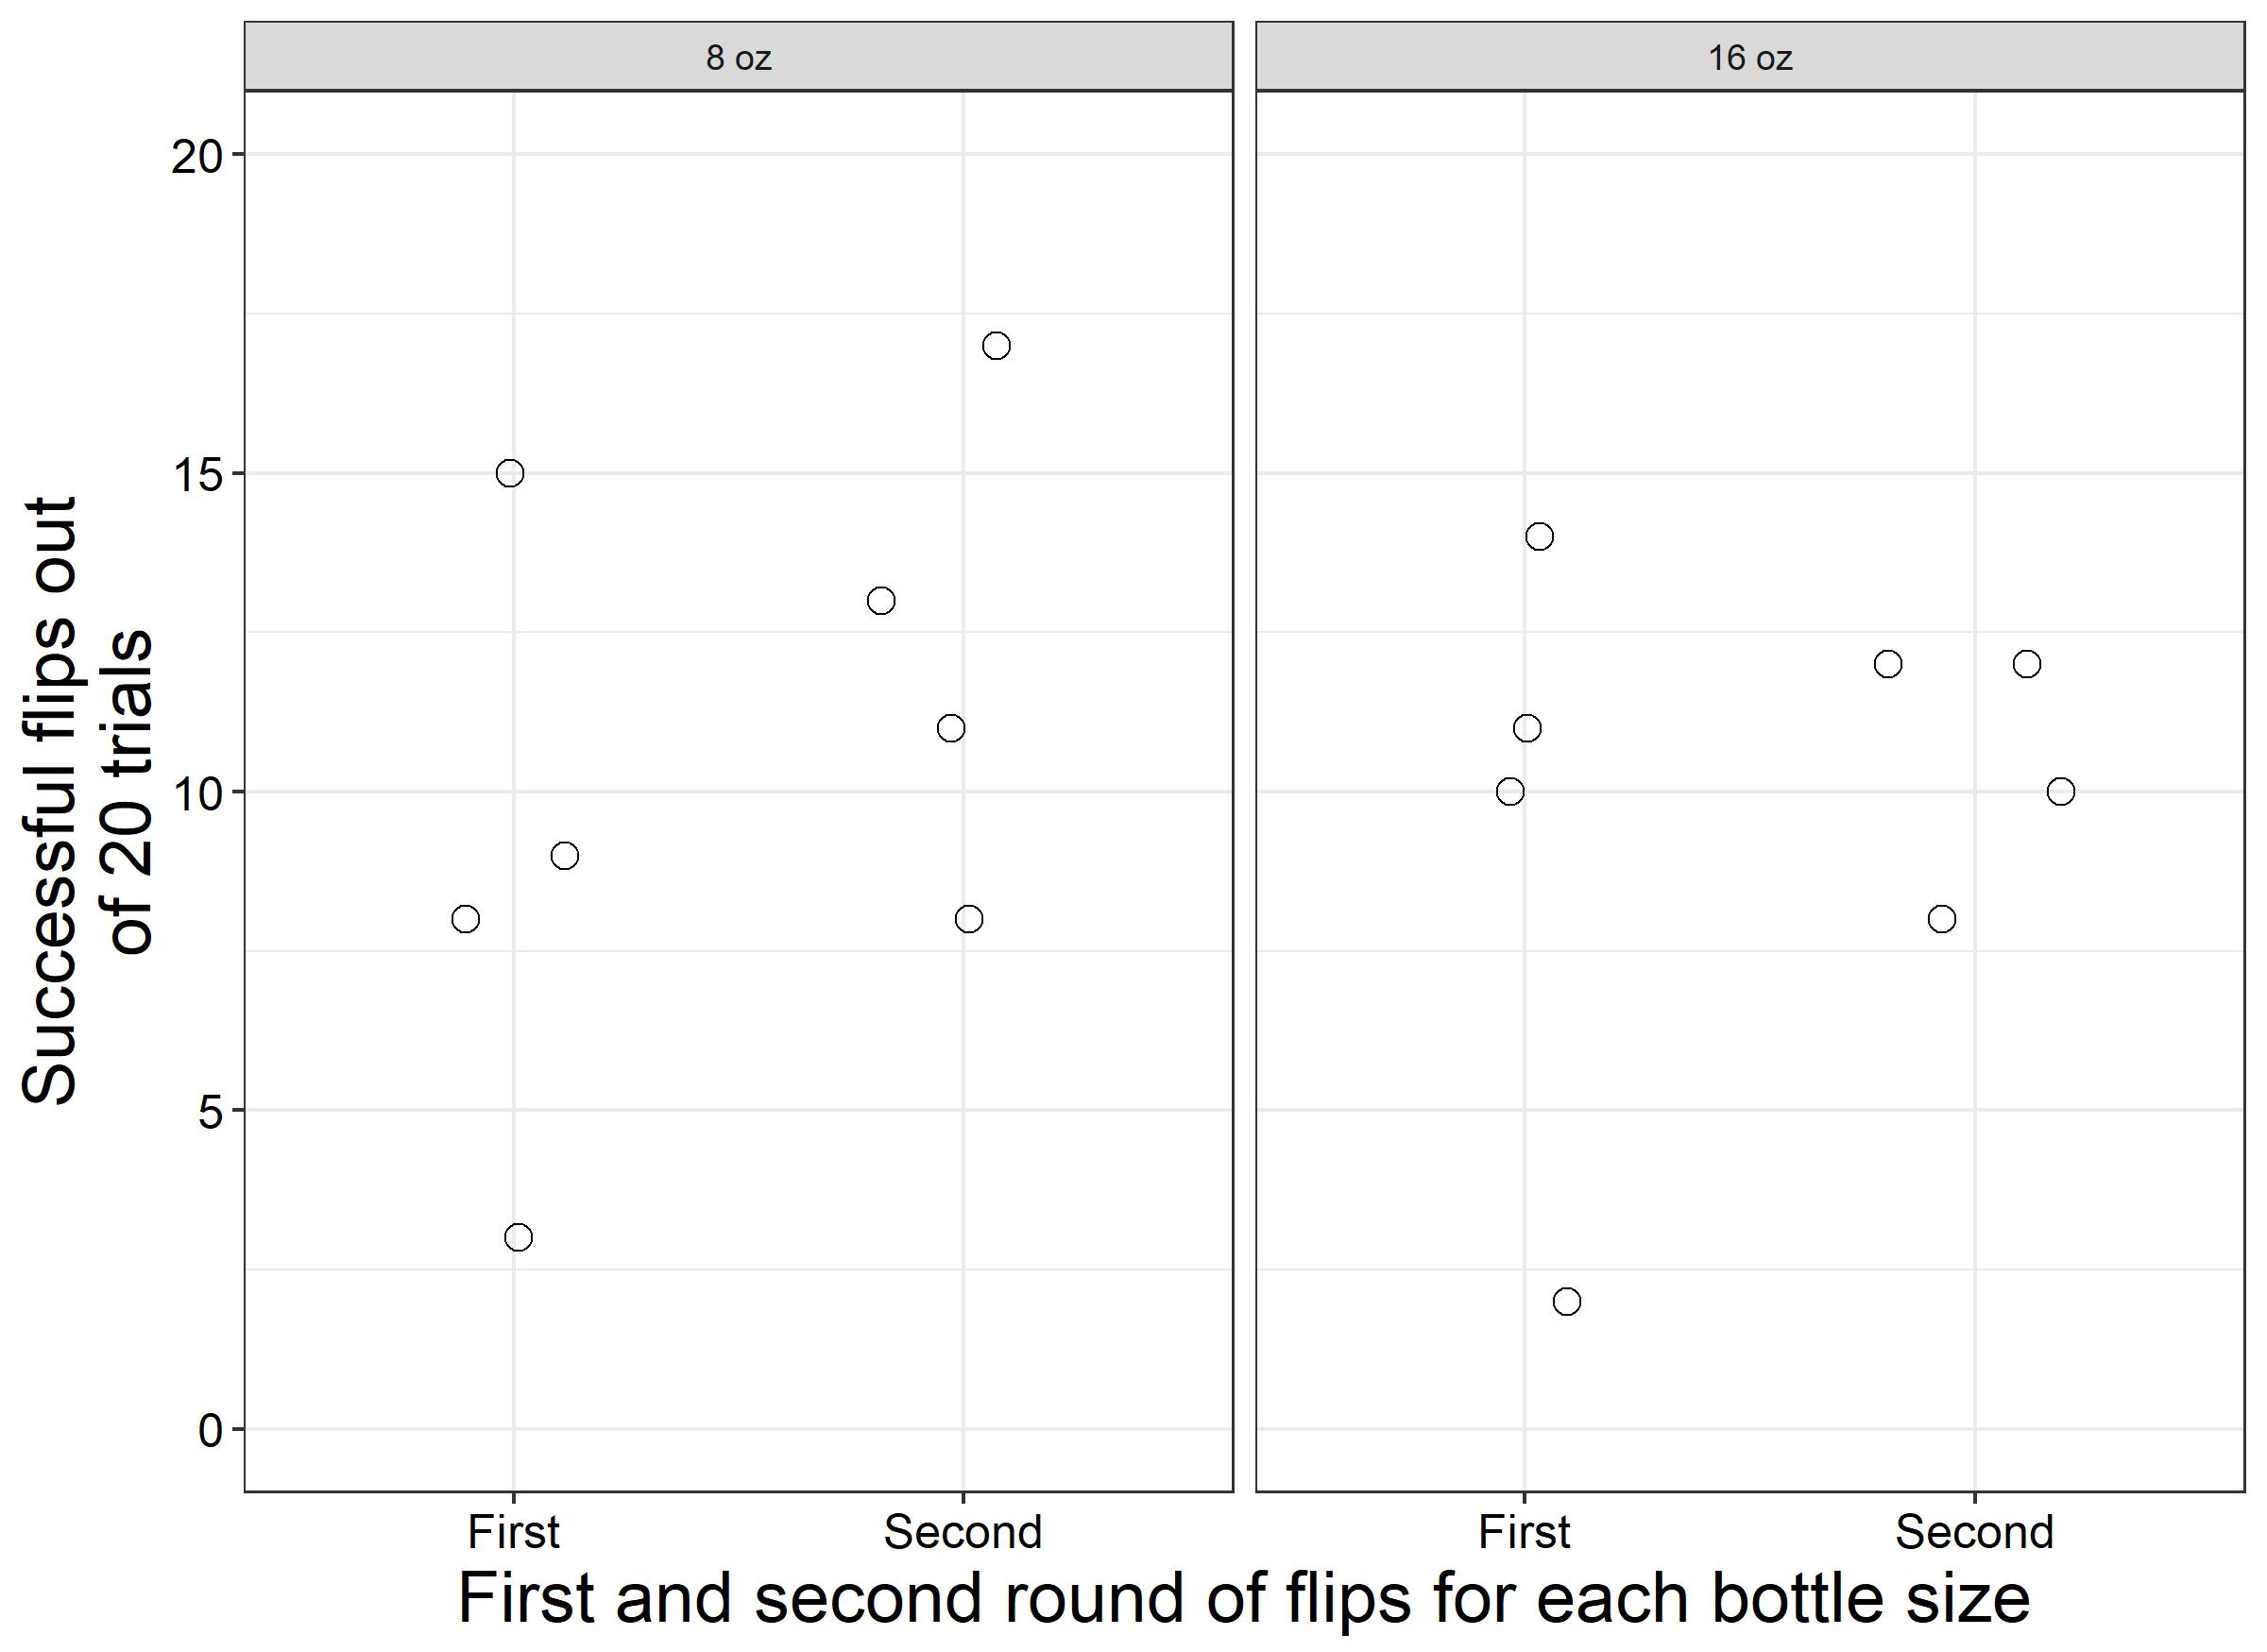 8 oz
16 oz
Successful flips out
of 20 trials
20
15
10
5
0
First
Second
First
Second
First and second round of flips for each bottle size